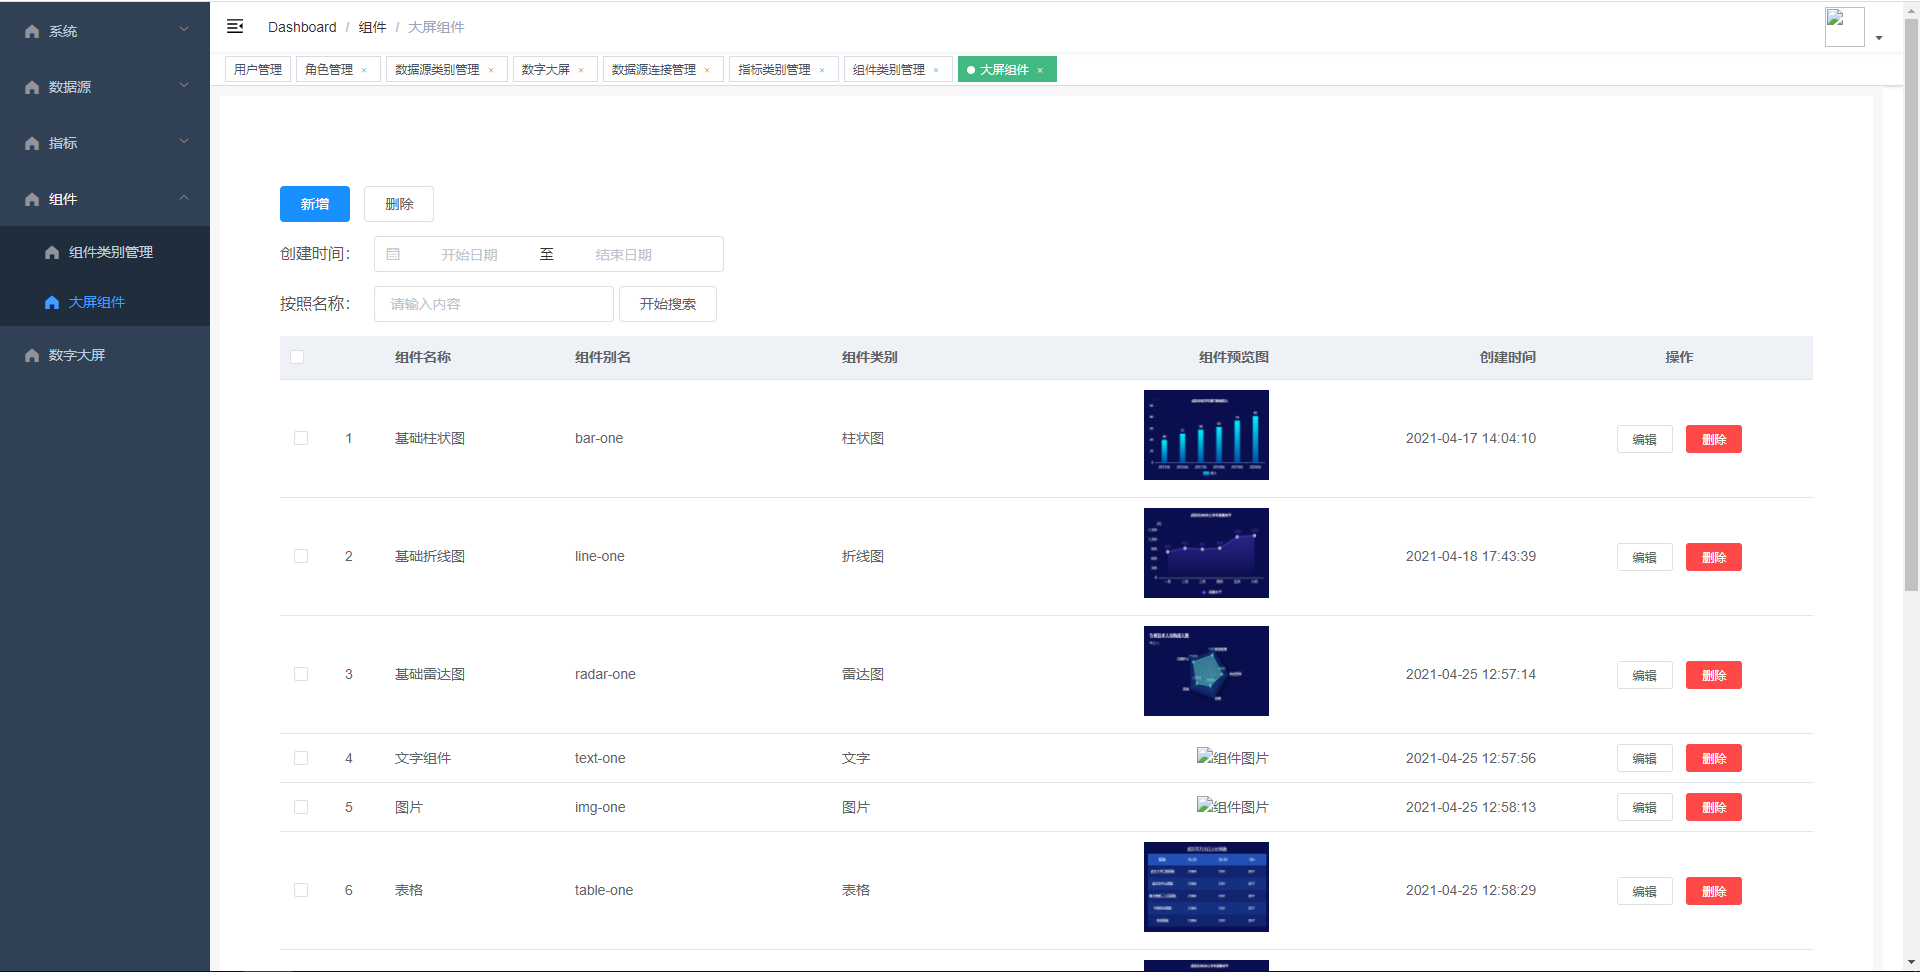 系统
数据源
指标
组件
组件类别管理
大屏组件
数字大屏
Dashboard / 组件 / 大屏组件
用户管理 角色管理 × 数据源类别管理 × 数字大屏 × 数据源连接管理 × 指标类别管理 × 组件类别管理 × 大屏组件 ×
新增 删除
创建时间: 开始日期 至 结束日期
按照名称: 请输入内容 开始搜索
组件名称 组件别名 组件类别 组件预览图 创建时间 操作
1 基础柱状图 bar-one 柱状图 2021-04-17 14:04:10 编辑 删除
2 基础折线图 line-one 折线图 2021-04-18 17:43:39 编辑 删除
3 基础雷达图 radar-one 雷达图 2021-04-25 12:57:14 编辑 删除
4 文字组件 text-one 文字 组件图片 2021-04-25 12:57:56 编辑 删除
5 图片 img-one 图片 组件图片 2021-04-25 12:58:13 编辑 删除
6 表格 table-one 表格 2021-04-25 12:58:29 编辑 删除